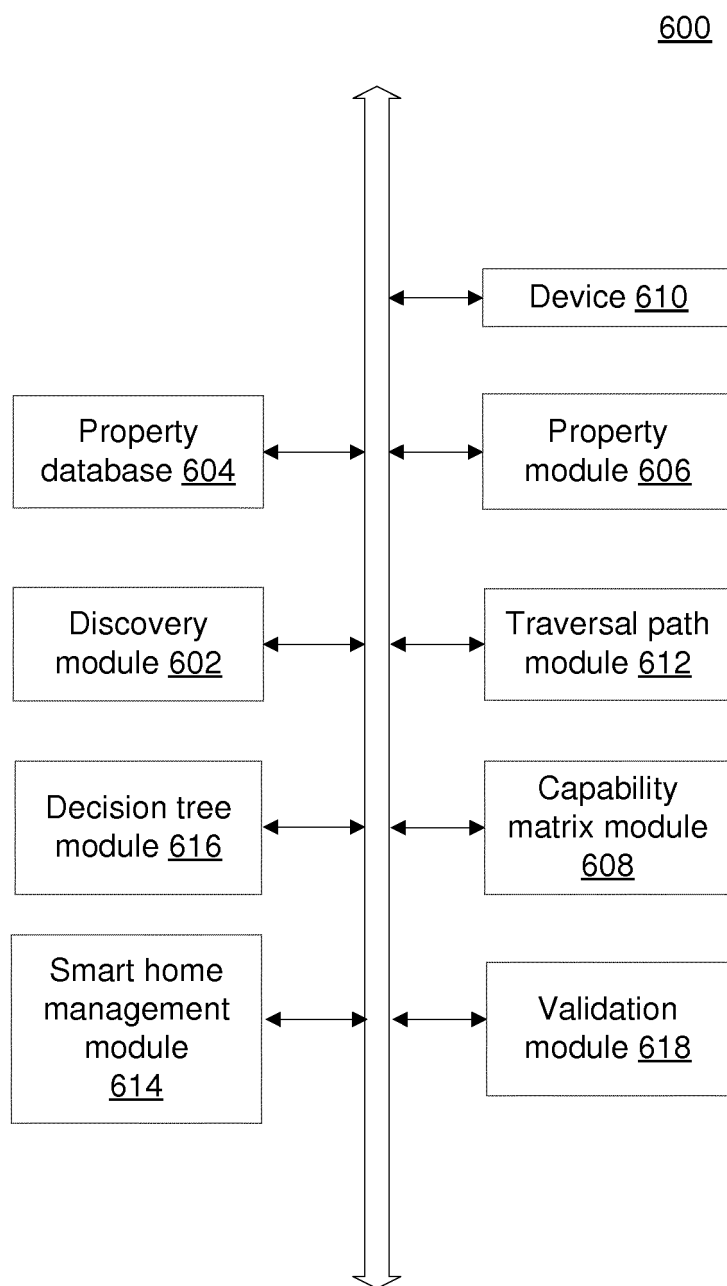 600
Device 610
Property
database 604
Property
module 606
Discovery
module 602
Traversal path
module 612
Decision tree
module 616
Capability
matrix module
608
Smart home
management
module
614
Validation
module 618